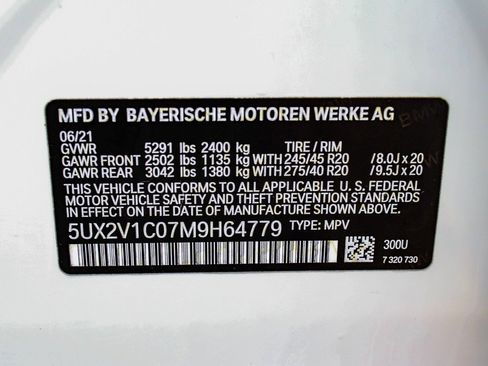 MFD BY BAYERISCHE MOTOREN WERKE AG
06/21
GVWR 5291 lbs 2400 kg TIRE / RIM
GAWR FRONT 2502 lbs 1135 kg WITH 245/45 R20 /8.0J x 20
GAWR REAR 3042 lbs 1380 kg WITH 275/40 R20 /9.5J x 20
THIS VEHICLE CONFORMS TO ALL APPLICABLE U. S. FEDERAL
MOTOR VEHICLE SAFETY, BUMPER, AND THEFT PREVENTION
STANDARDS IN EFFECT ON THE DATE OF MANUFACTURE SHOWN ABOVE.
5UX2V1C07M9H64779 TYPE: MPV
300U
7 320 730